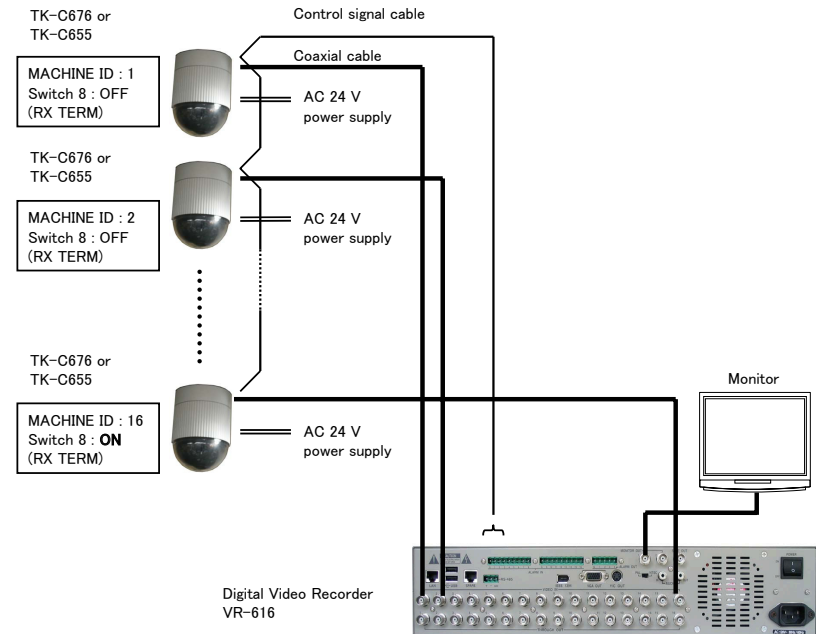 TK-C676 or
TK-C655
Control signal cable
Coaxial cable
MACHINE ID : 1
Switch 8 : OFF
(RX TERM)
AC 24 V
power supply
TK-C676 or
TK-C655
MACHINE ID : 2
Switch 8 : OFF
(RX TERM)
AC 24 V
power supply
TK-C676 or
TK-C655
MACHINE ID : 16
Switch 8 : ON
(RX TERM)
AC 24 V
power supply
Monitor
Digital Video Recorder
VR-616